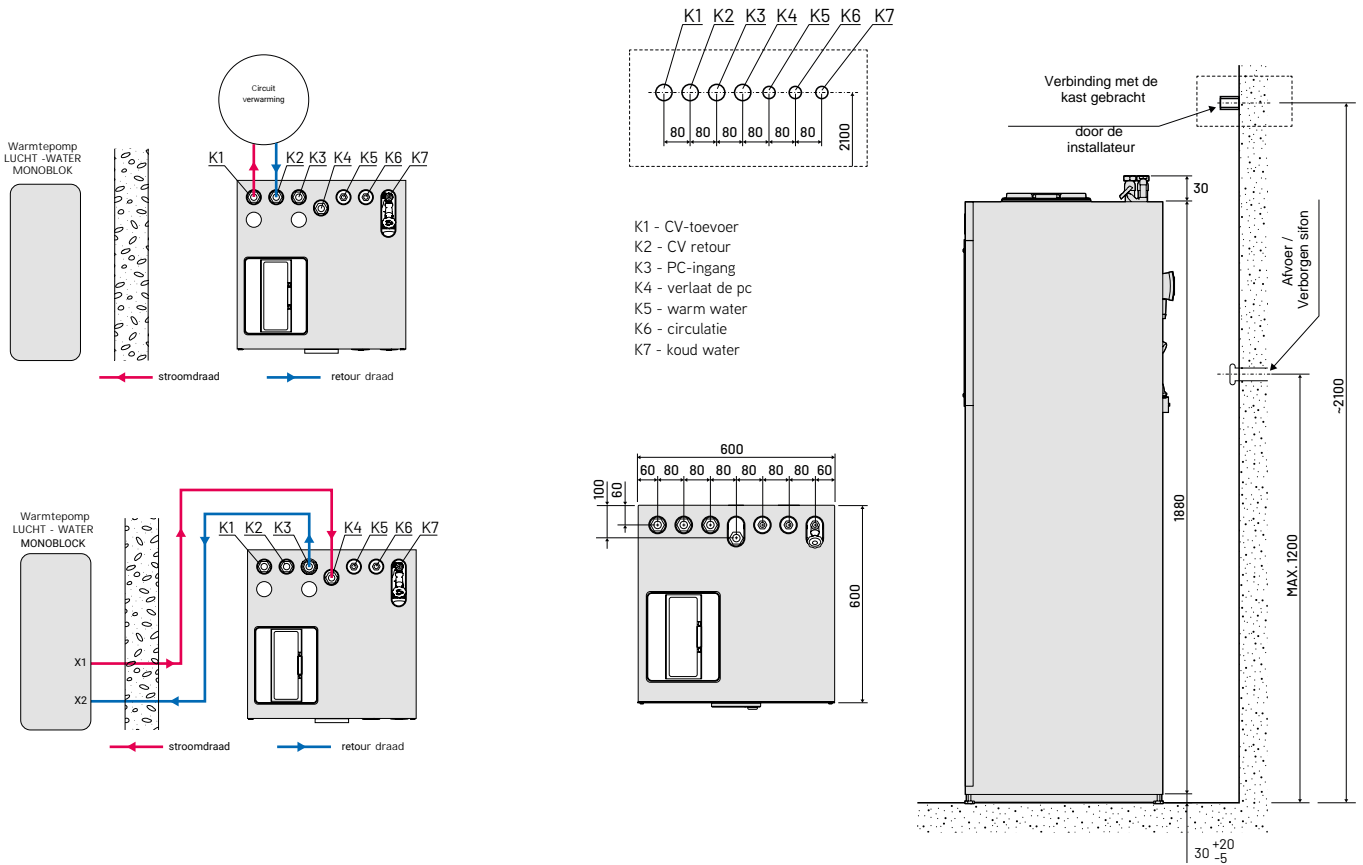 Circuit
verwarming
Warmtepomp
LUCHT -WATER
MONOBLOK
K1 K2 K3 K4 K5 K6 K7
stroomdraad
retour draad
Warmtepomp
LUCHT - WATER
MONOBLOCK
K1 K2 K3 K4 K5 K6 K7
X1
X2
stroomdraad
retour draad
K1 K2 K3 K4 K5 K6 K7
80 80 80 80 80 80
2100
K1 - CV-toevoer
K2 - CV retour
K3 - PC-ingang
K4 - verlaat de pc
K5 - warm water
K6 - circulatie
K7 - koud water
600
60 80 80 80 80 80 80 60
100
60
600
Verbinding met de
kast gebracht
door de
installateur
30
Afvoer /
Verborgen sifon
1880
MAX. 1200
~2100
30 +20
-5